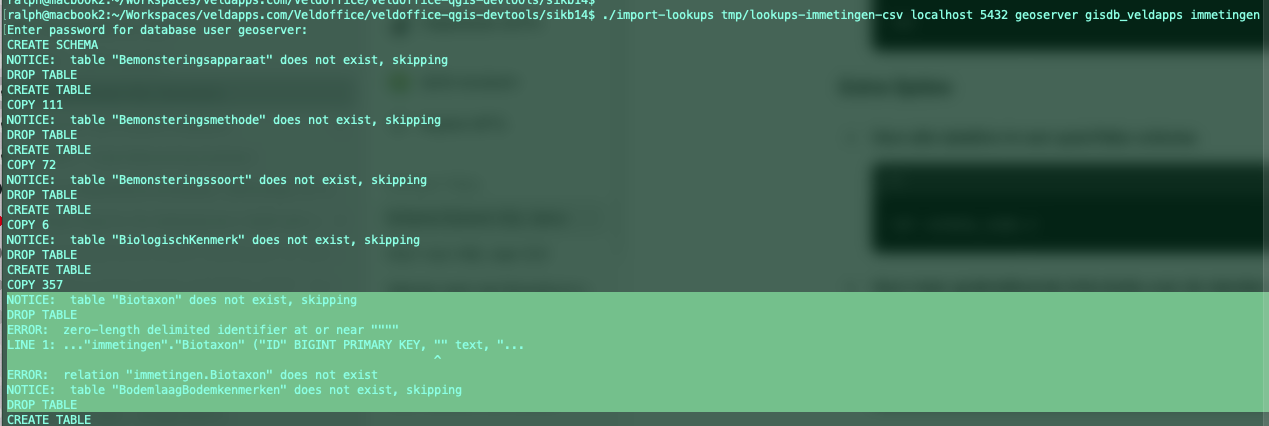 ralph@macbook2:~/Workspaces/veldapps.com/Veldoffice/veldoffice-qgis-devtools/sikb14$
[ralph@macbook2:~/Workspaces/veldapps.com/Veldoffice/veldoffice-qgis-devtools/sikb14$ ./import-lookups tmp/lookups-immetingen-csv localhost 5432 geoserver gisdb_veldapps immetingen
[Enter password for database user geoserver:
CREATE SCHEMA
NOTICE:  table "Bemonsteringsapparaat" does not exist, skipping
DROP TABLE
CREATE TABLE
COPY 111
NOTICE:  table "Bemonsteringsmethode" does not exist, skipping
DROP TABLE
CREATE TABLE
COPY 72
NOTICE:  table "Bemonsteringssoort" does not exist, skipping
DROP TABLE
CREATE TABLE
COPY 6
NOTICE:  table "BiologischKenmerk" does not exist, skipping
DROP TABLE
CREATE TABLE
COPY 357
NOTICE:  table "Biotaxon" does not exist, skipping
DROP TABLE
ERROR:  zero-length delimited identifier at or near """"
LINE 1: ..."immetingen"."Biotaxon" ("ID" BIGINT PRIMARY KEY, "" text, "...
^
ERROR:  relation "immetingen.Biotaxon" does not exist
NOTICE:  table "BodemlaagBodemkenmerken" does not exist, skipping
DROP TABLE
CREATE TABLE